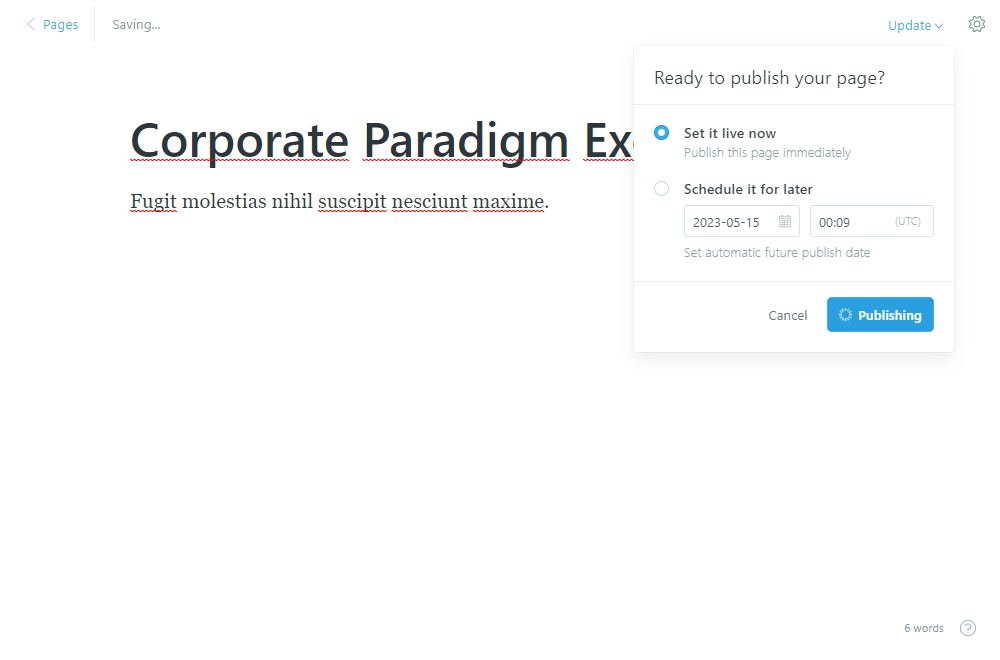 Pages
Saving...
Update
Ready to publish your page?
Corporate Paradigm
Set it live now
Publish this page immediately
Schedule it for later
Fugit molestias nihil suscipit nesciunt maxime.
2023-05-15
00:09
(UTC)
Set automatic future publish date
Cancel
Publishing
6 words
?